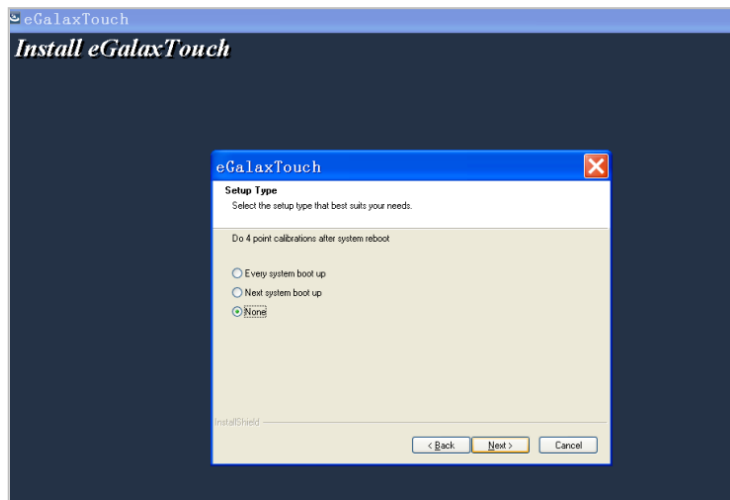 eGalaxTouch
Install eGalaxTouch
eGalaxTouch
Setup Type
Select the setup type that best suits your needs.
Do 4 point calibrations after system reboot
Every system boot up
Next system boot up
None
InstallShield
< Back Next > Cancel